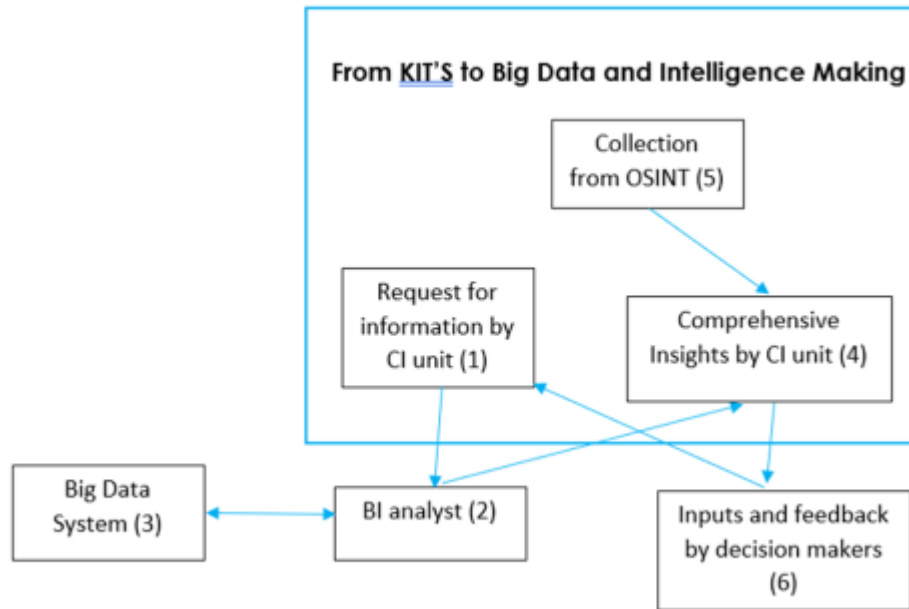 From KIT'S to Big Data and Intelligence Making
Collection
from OSINT (5)
Request for
information by
CI unit (1)
Comprehensive
Insights by CI unit (4)
Big Data
System (3)
BI analyst (2)
Inputs and feedback
by decision makers
(6)